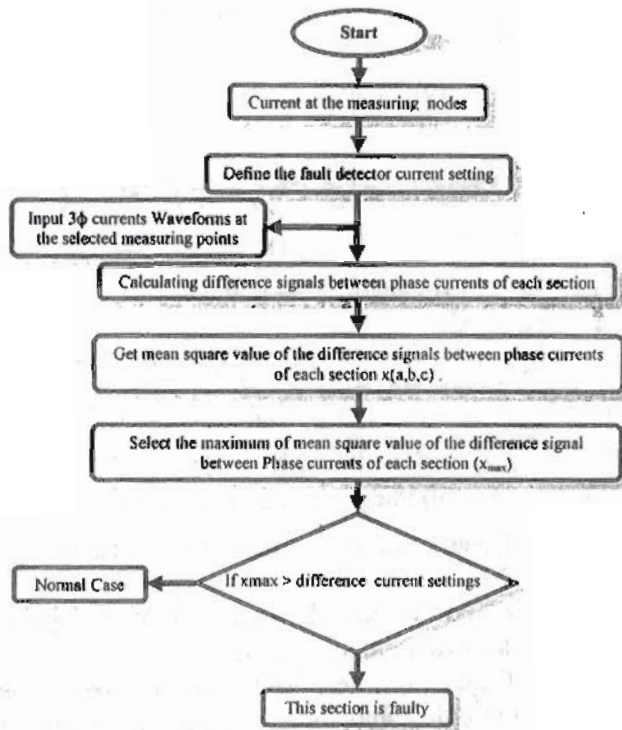 Start
Current at the measuring nodes
Define the fault detector current setting
Input 3ϕ currents Waveforms at
the selected measuring points
Calculating difference signals between phase currents of each section
Get mean square value of the difference signals between phase currents
of each section x(a,b,c) .
Select the maximum of mean square value of the difference signal
between Phase currents of each section (xmax)
If xmax > difference current settings
Normal Case
This section is faulty